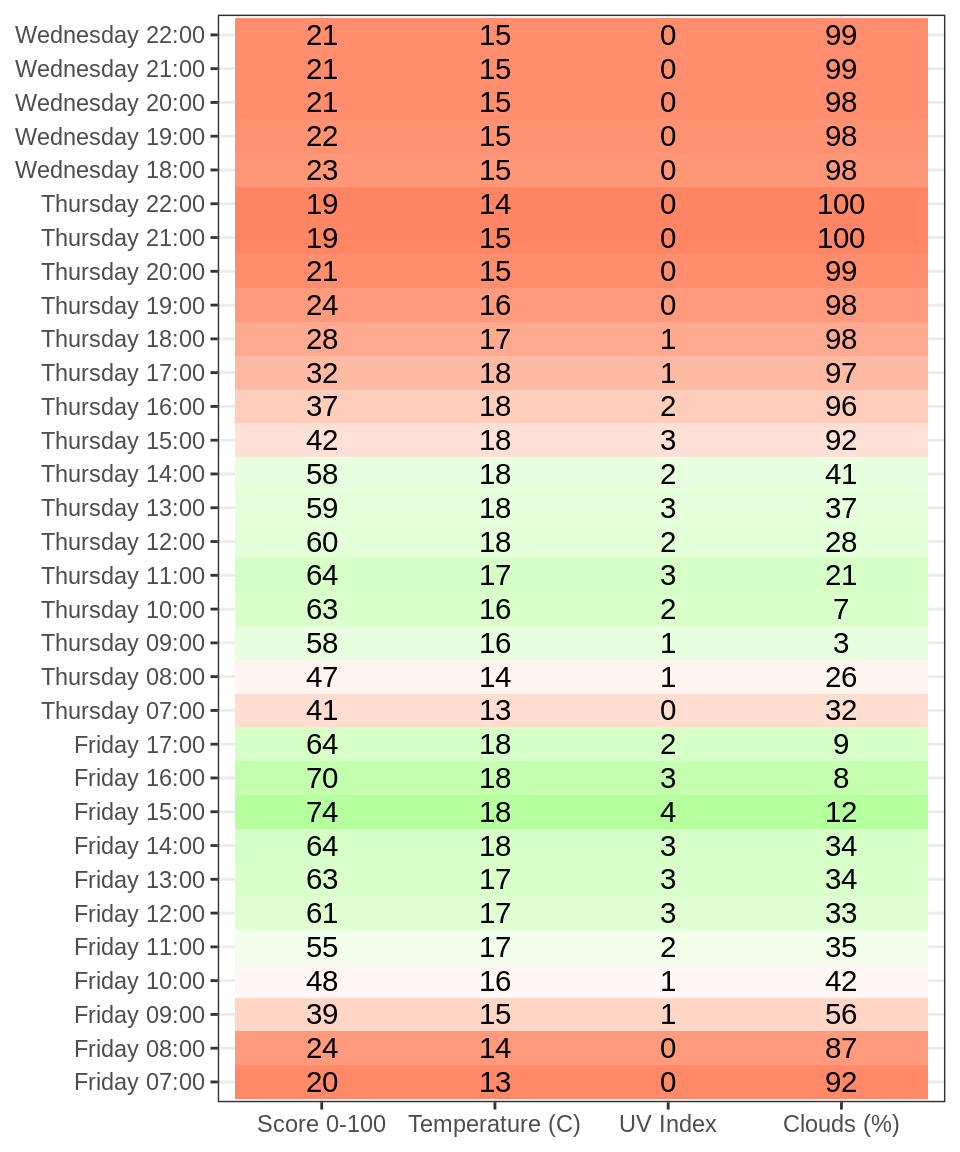 Wednesday 22:00 21 15 0 99
Wednesday 21:00 21 15 0 99
Wednesday 20:00 21 15 0 98
Wednesday 19:00 22 15 0 98
Wednesday 18:00 23 15 0 98
Thursday 22:00 19 14 0 100
Thursday 21:00 19 15 0 100
Thursday 20:00 21 15 0 99
Thursday 19:00 24 16 0 98
Thursday 18:00 28 17 1 98
Thursday 17:00 32 18 1 97
Thursday 16:00 37 18 2 96
Thursday 15:00 42 18 3 92
Thursday 14:00 58 18 2 41
Thursday 13:00 59 18 3 37
Thursday 12:00 60 18 2 28
Thursday 11:00 64 17 3 21
Thursday 10:00 63 16 2 7
Thursday 09:00 58 16 1 3
Thursday 08:00 47 14 1 26
Thursday 07:00 41 13 0 32
Friday 17:00 64 18 2 9
Friday 16:00 70 18 3 8
Friday 15:00 74 18 4 12
Friday 14:00 64 18 3 34
Friday 13:00 63 17 3 34
Friday 12:00 61 17 3 33
Friday 11:00 55 17 2 35
Friday 10:00 48 16 1 42
Friday 09:00 39 15 1 56
Friday 08:00 24 14 0 87
Friday 07:00 20 13 0 92
Score 0-100 Temperature (C) UV Index Clouds (%)